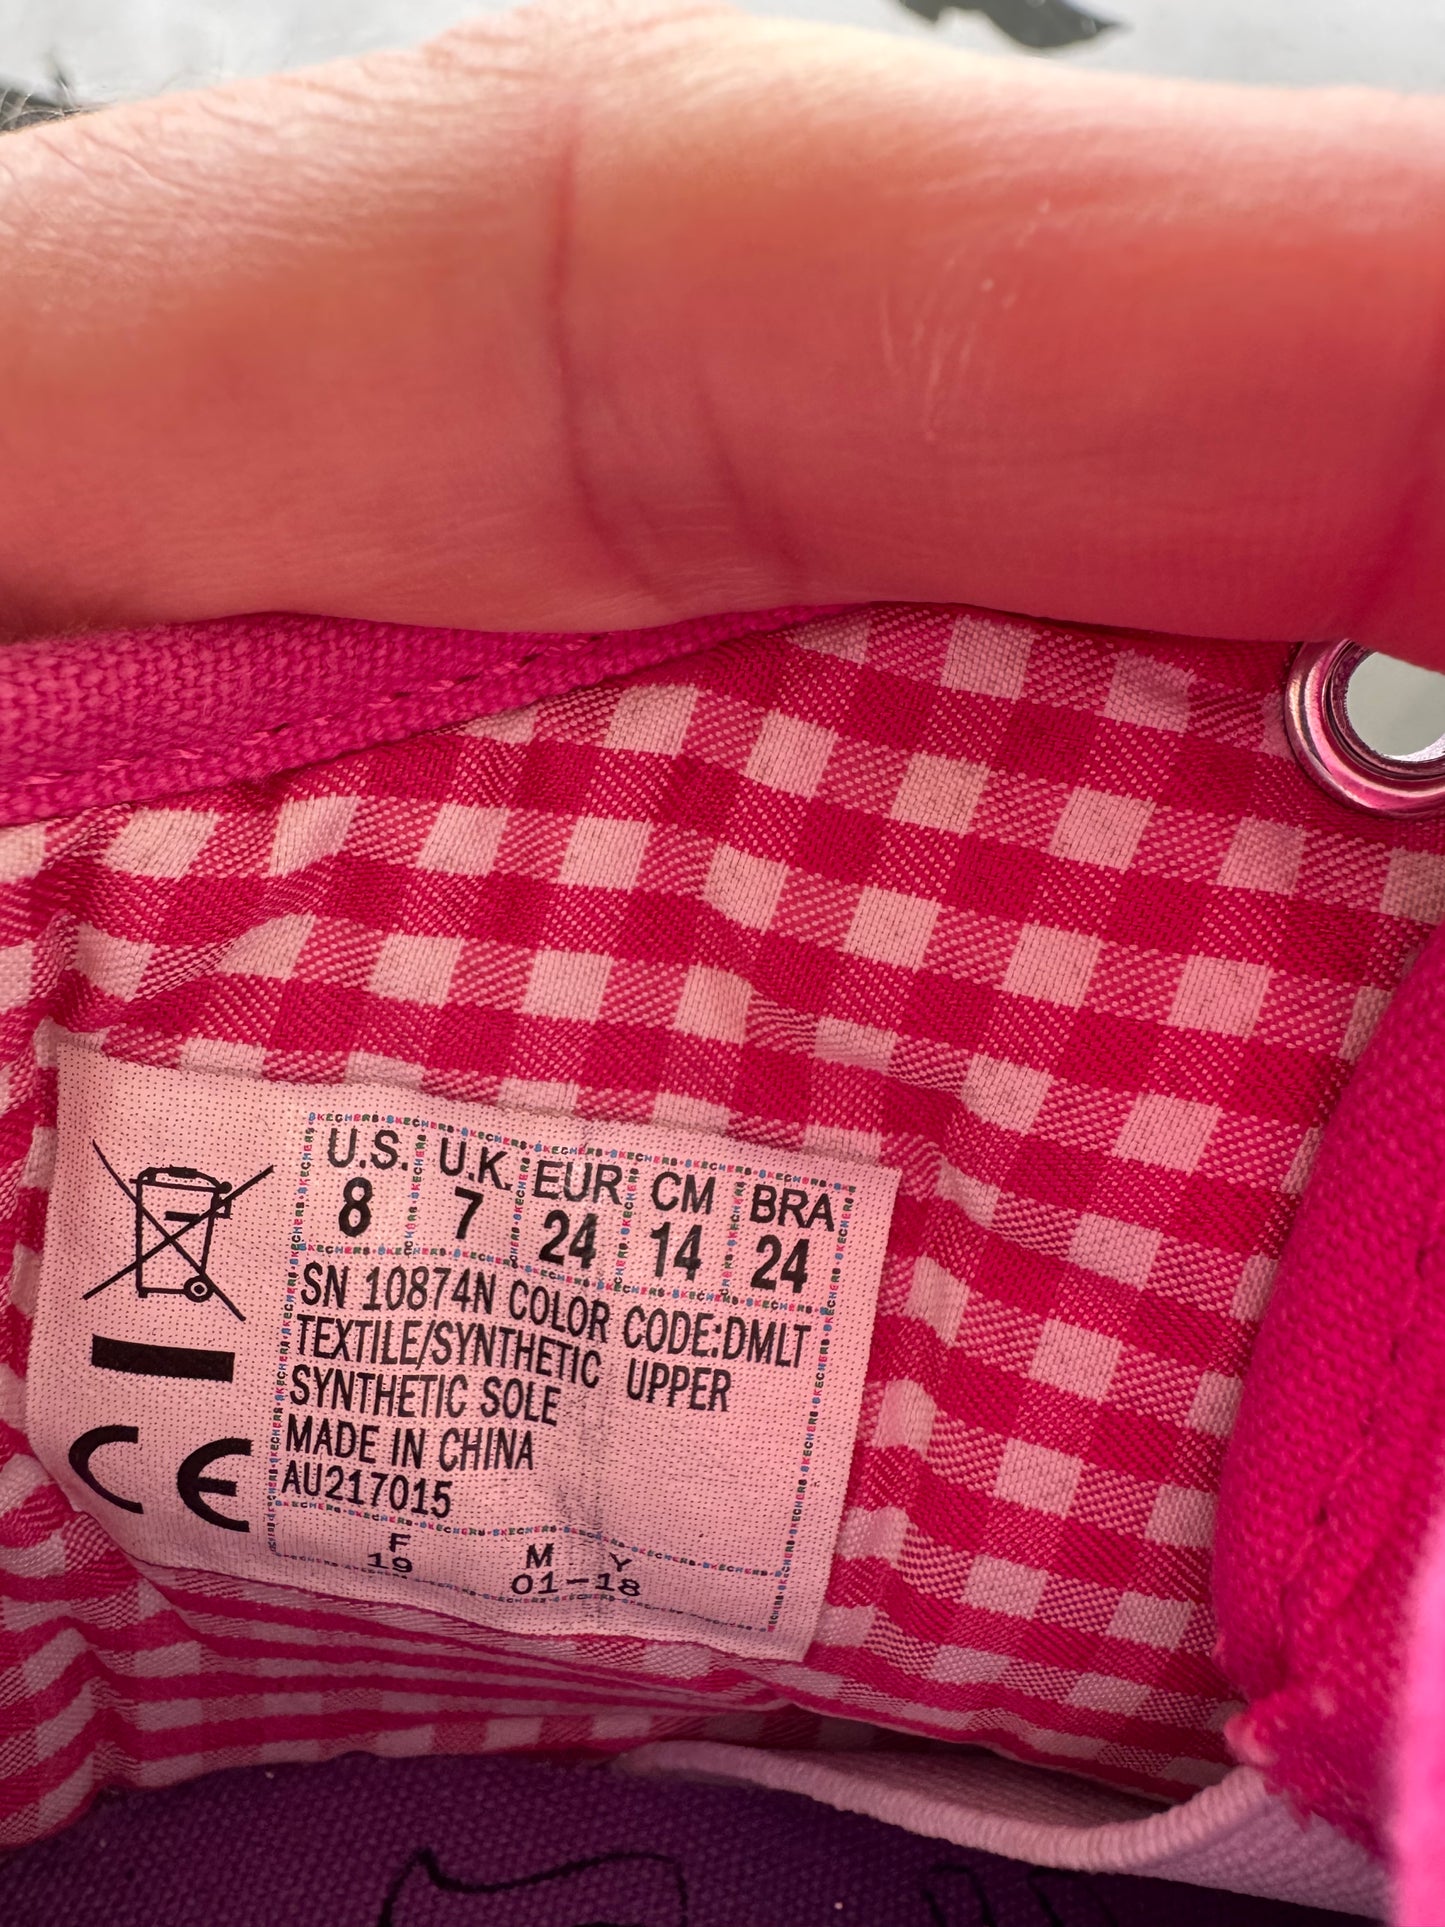 U.S. U.K. EUR CM BRA
8 7 24 14 24
SN 10874N COLOR CODE:DMLT
TEXTILE/SYNTHETIC UPPER
SYNTHETIC SOLE
MADE IN CHINA
AU217015
F M Y
19 01-18
CE
SKECHERS